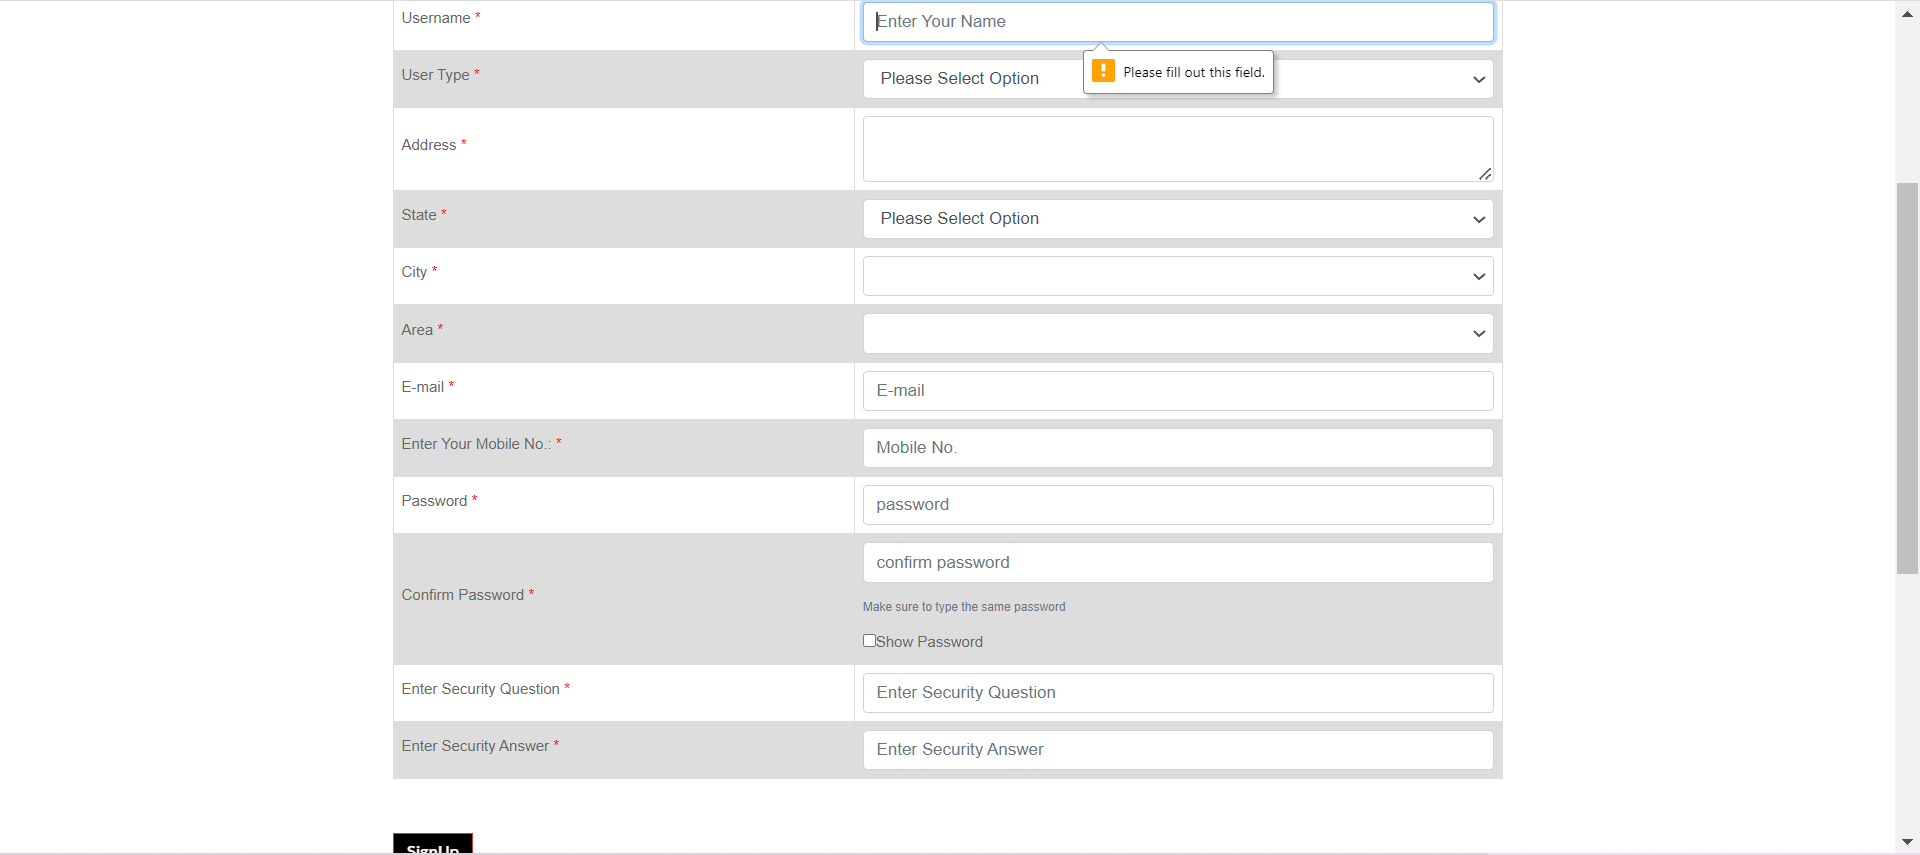 Username *
Enter Your Name
Please fill out this field.
User Type *
Please Select Option
Address *
State *
Please Select Option
City *
Area *
E-mail *
E-mail
Enter Your Mobile No.: *
Mobile No.
Password *
password
confirm password
Confirm Password *
Make sure to type the same password
Show Password
Enter Security Question *
Enter Security Question
Enter Security Answer *
Enter Security Answer
SignUp